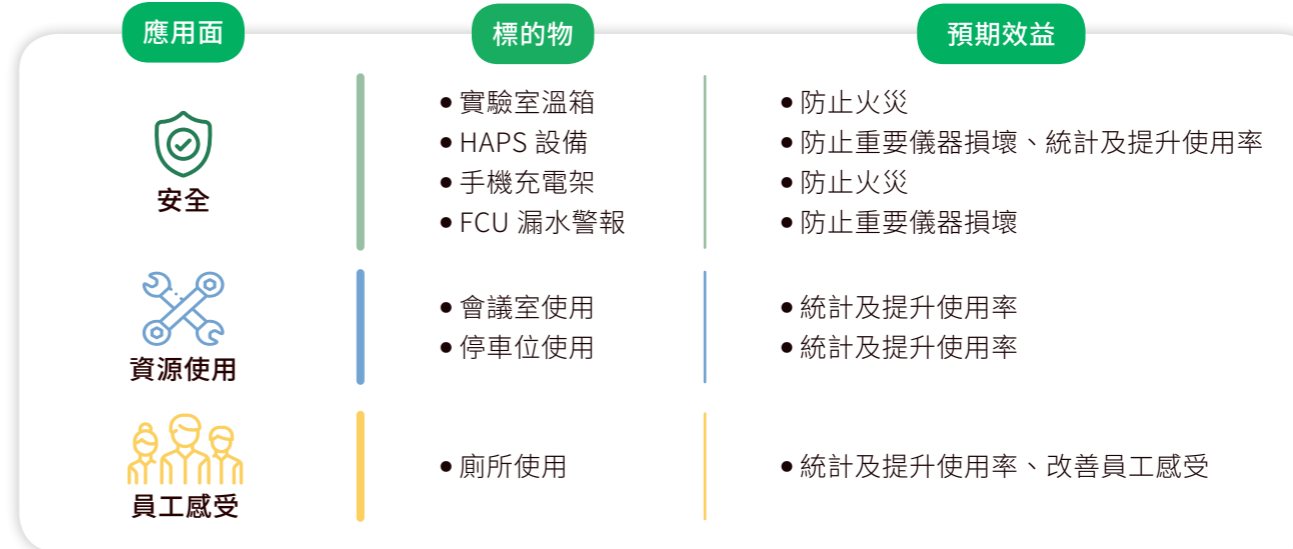 應用面 標的物 預期效益
• 實驗室溫箱 • 防止火災
• HAPS 設備 • 防止重要儀器損壞、統計及提升使用率
• 手機充電架 • 防止火災
安全
• FCU 漏水警報 • 防止重要儀器損壞
• 會議室使用 • 統計及提升使用率
• 停車位使用 • 統計及提升使用率
資源使用
• 廁所使用 • 統計及提升使用率、改善員工感受
員工感受